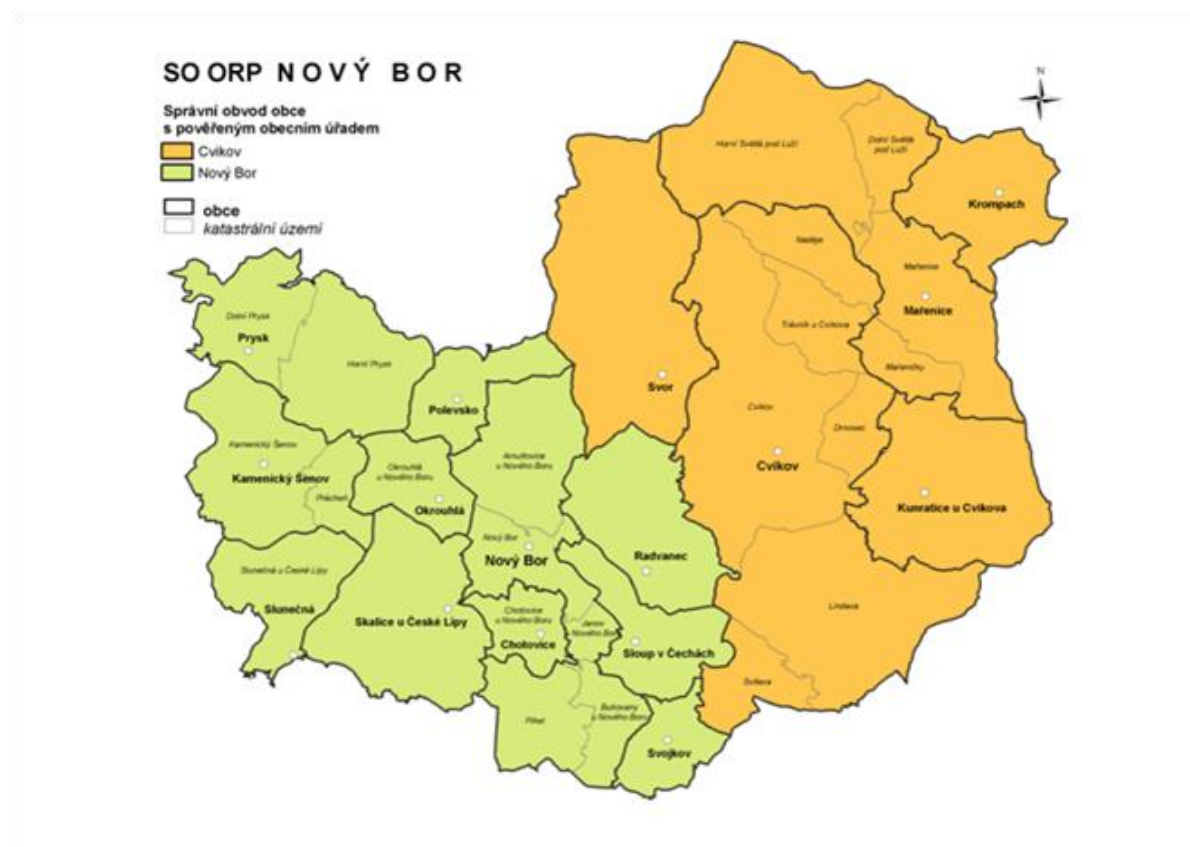 SO ORP N O V Ý B O R
Správní obvod obce
s pověřeným obecním úřadem
Cvikov
Nový Bor
obce
katastrální území
N
Horní Světlá pod Luží
Dolní Světlá
pod Luží
Krompach
Naděje
Mařenice
Mařenice
Dolní Prysk
Prysk
Horní Prysk
Trávník u Cvikova
Mařeničky
Svor
Polevsko
Cvikov
Drnovec
Kamenický Šenov
Kamenický Šenov
Prácheň
Okrouhlá
u Nového Boru
Okrouhlá
Arnultovice
u Nového Boru
Cvikov
Kunratice u Cvikova
Nový Bor
Nový Bor
Radvanec
Slunečná u České Lípy
Slunečná
Skalice u České Lípy
Chotovice
u Nového Boru
Chotovice
Janov
u Nového Boru
Sloup v Čechách
Lindava
Svitava
Pihel
Bukovany
u Nového Boru
Svojkov